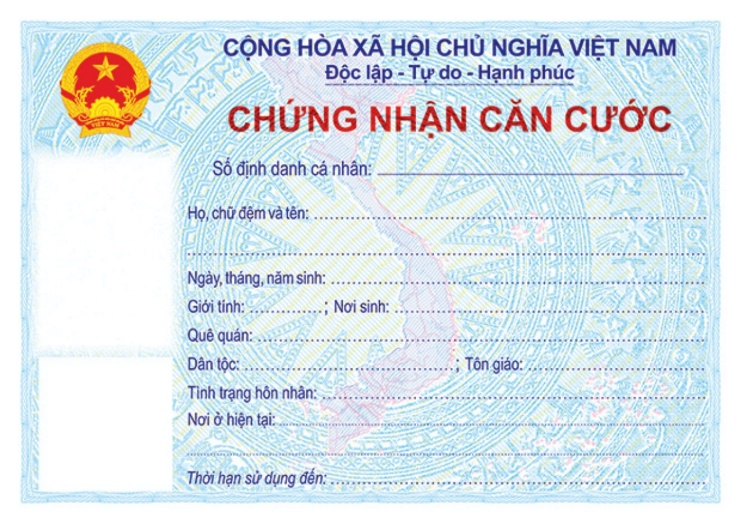 CỘNG HÒA XÃ HỘI CHỦ NGHĨA VIỆT NAM
Độc lập - Tự do - Hạnh phúc
CHỨNG NHẬN CĂN CƯỚC
VIỆT NAM
Số định danh cá nhân:
Họ, chữ đệm và tên:
Ngày, tháng, năm sinh:
Giới tính: ; Nơi sinh:
Quê quán:
Dân tộc: ; Tôn giáo:
Tình trạng hôn nhân:
Nơi ở hiện tại:
Thời hạn sử dụng đến: